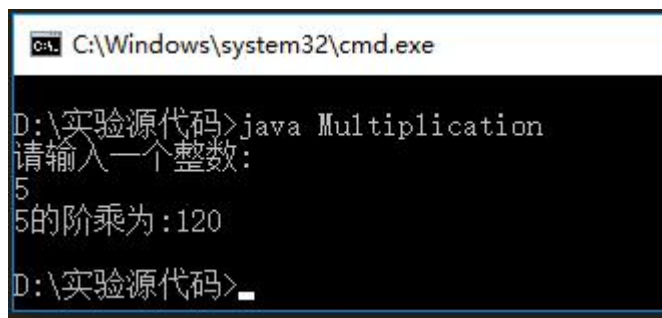 C:\Windows\system32\cmd.exe
D:\实验源代码>java Multiplication
请输入一个整数:
5
5的阶乘为:120
D:\实验源代码>